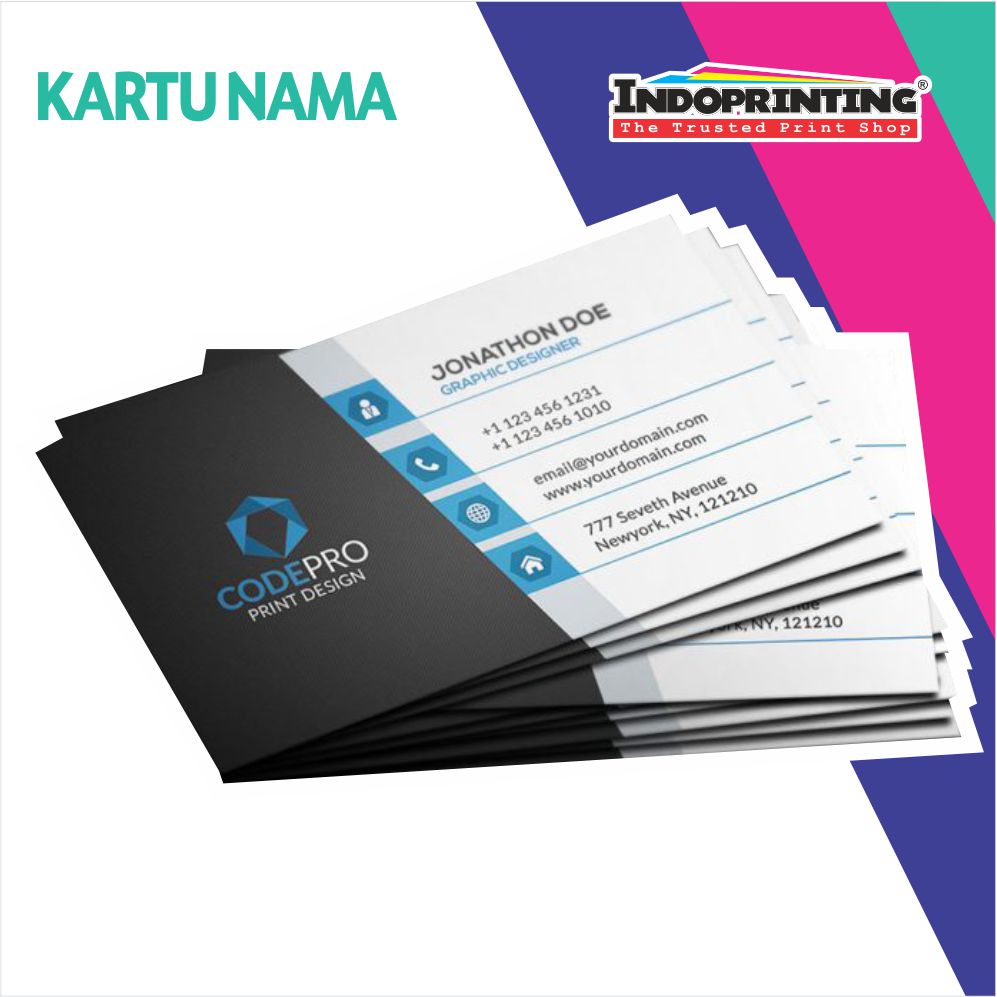 KARTU NAMA
INDOPRINTING®
The Trusted Print Shop
JONATHON DOE
GRAPHIC DESIGNER
+1 123 456 1231
+1 123 456 1010
email@yourdomain.com
www.yourdomain.com
777 Seveth Avenue
Newyork, NY, 121210
CODEPRO
PRINT DESIGN
NY, 121210